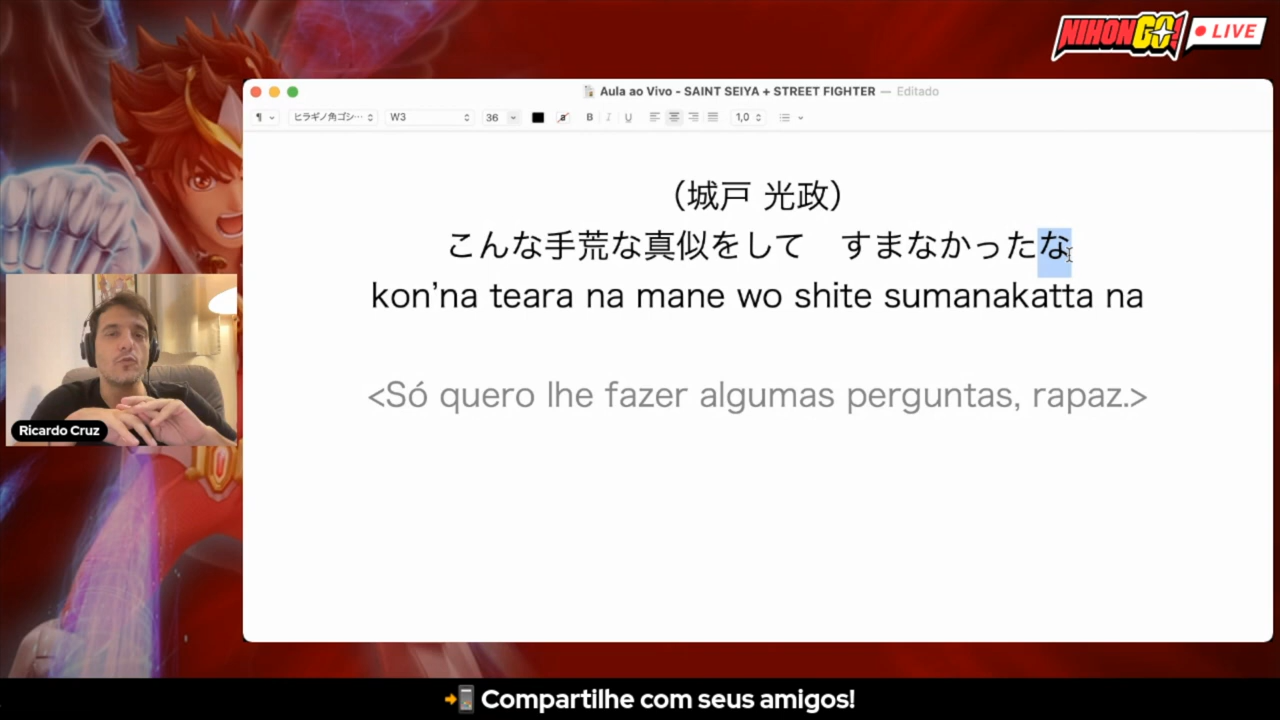 NIHONGO! LIVE
Aula ao Vivo - SAINT SEIYA + STREET FIGHTER — Editado
¶ ヒラギノ角ゴシ… W3 36 a B I U 1,0
（城戸 光政）
こんな手荒な真似をして　すまなかったな
kon’na teara na mane wo shite sumanakatta na
<Só quero lhe fazer algumas perguntas, rapaz.>
Ricardo Cruz
Compartilhe com seus amigos!